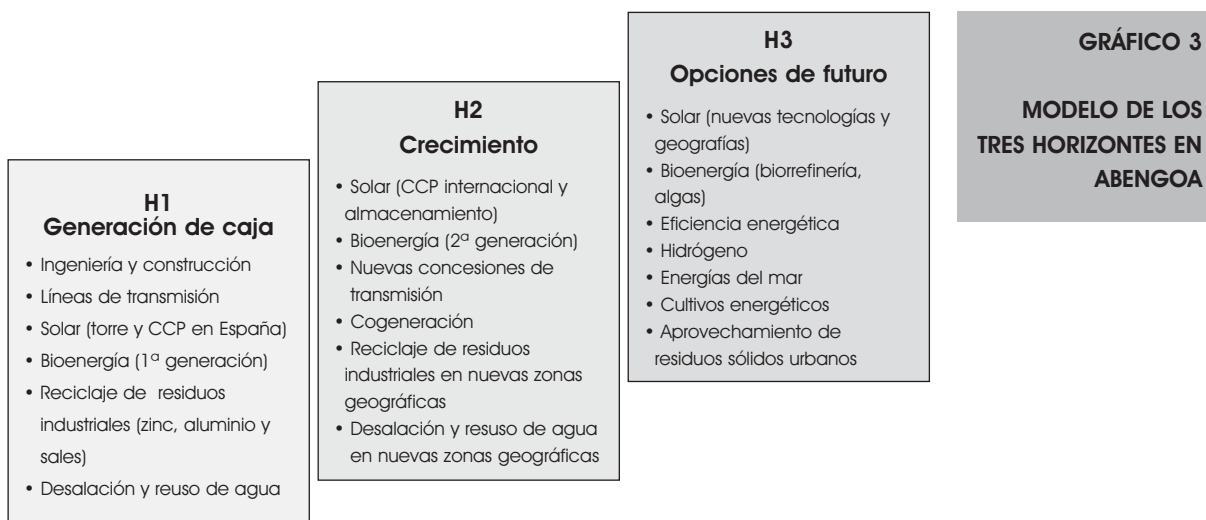 H1
Generación de caja
• Ingeniería y construcción
• Líneas de transmisión
• Solar (torre y CCP en España)
• Bioenergía (1ª generación)
• Reciclaje de residuos
industriales (zinc, aluminio y
sales)
• Desalación y reuso de agua
H2
Crecimiento
• Solar (CCP internacional y
almacenamiento)
• Bioenergía (2ª generación)
• Nuevas concesiones de
transmisión
• Cogeneración
• Reciclaje de residuos
industriales en nuevas zonas
geográficas
• Desalación y resuso de agua
en nuevas zonas geográficas
H3
Opciones de futuro
• Solar (nuevas tecnologías y
geografías)
• Bioenergía (biorrefinería,
algas)
• Eficiencia energética
• Hidrógeno
• Energías del mar
• Cultivos energéticos
• Aprovechamiento de
residuos sólidos urbanos
GRÁFICO 3
MODELO DE LOS
TRES HORIZONTES EN
ABENGOA